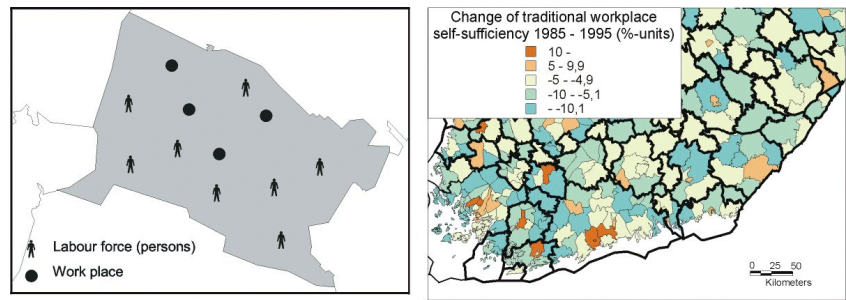 Labour force (persons)
Work place
Change of traditional workplace
self-sufficiency 1985 - 1995 (%-units)
10 -
5 - 9,9
-5 - -4,9
-10 - -5,1
- -10,1
0 25 50
Kilometers